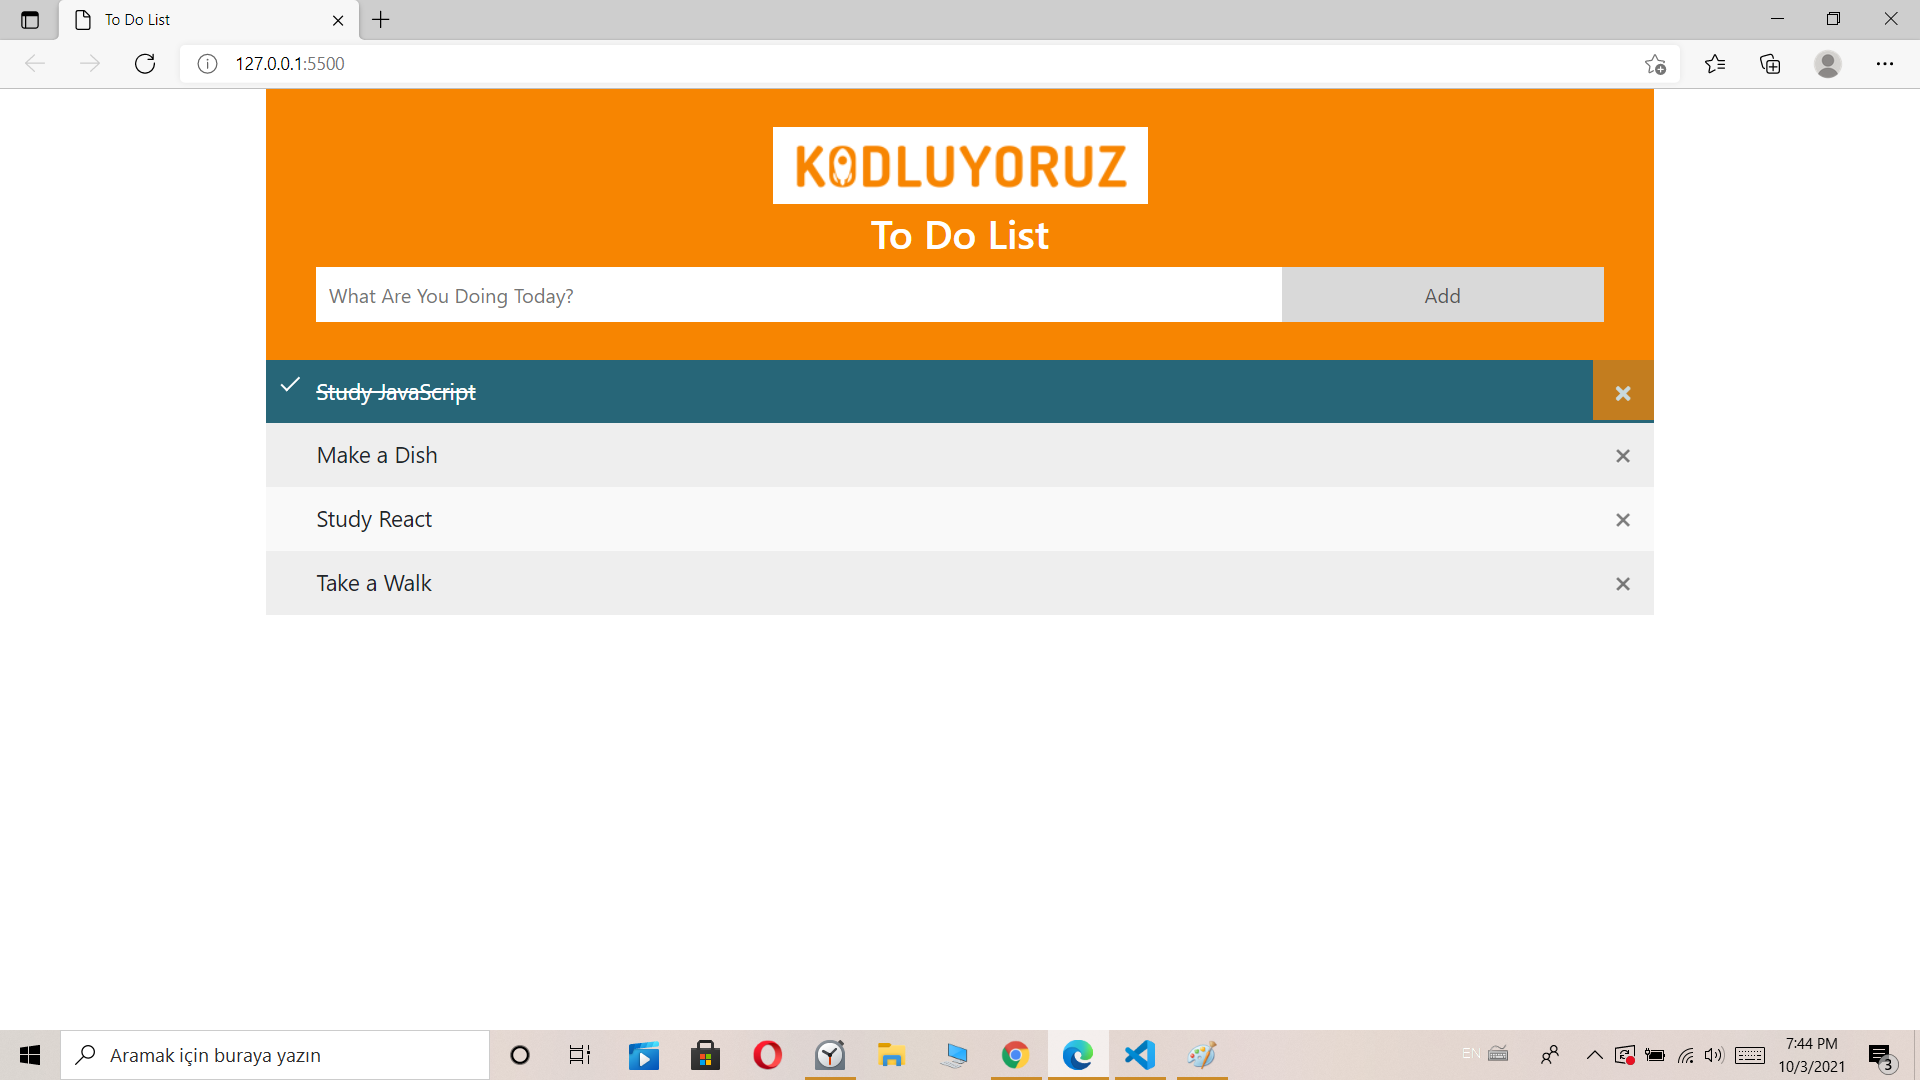 To Do List
127.0.0.1:5500
KODLUYORUZ
To Do List
What Are You Doing Today?
Add
Study JavaScript
Make a Dish
Study React
Take a Walk
Aramak için buraya yazın
EN
7:44 PM
10/3/2021
3